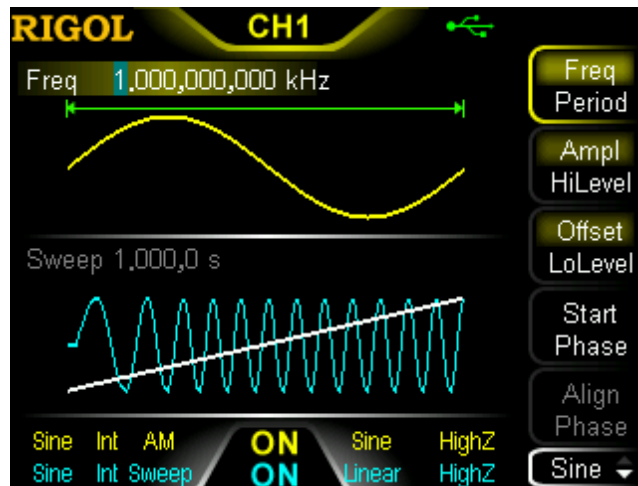 RIGOL CH1
Freq 1.000,000,000 kHz
Sweep 1.000,0 s
Sine Int AM ON Sine HighZ
Sine Int Sweep ON Linear HighZ
Freq
Period
Ampl
HiLevel
Offset
LoLevel
Start
Phase
Align
Phase
Sine